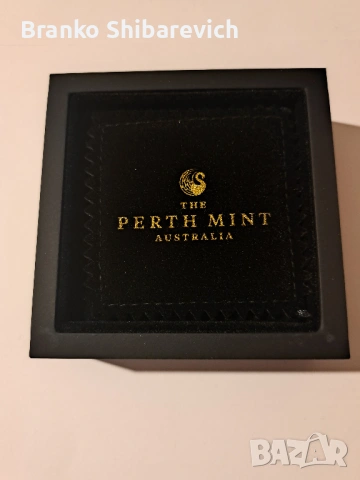 Branko Shibarevich
THE
PERTH MINT
AUSTRALIA
BAZAR